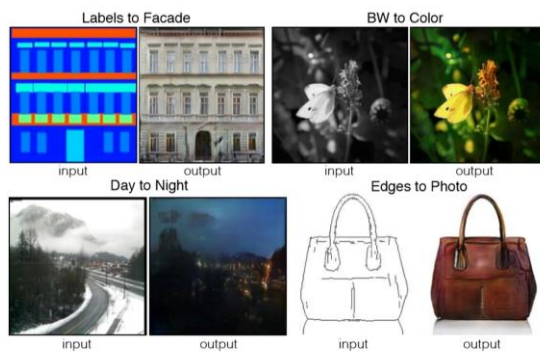 Labels to Facade
BW to Color
input
output
input
output
Day to Night
Edges to Photo
input
output
input
output